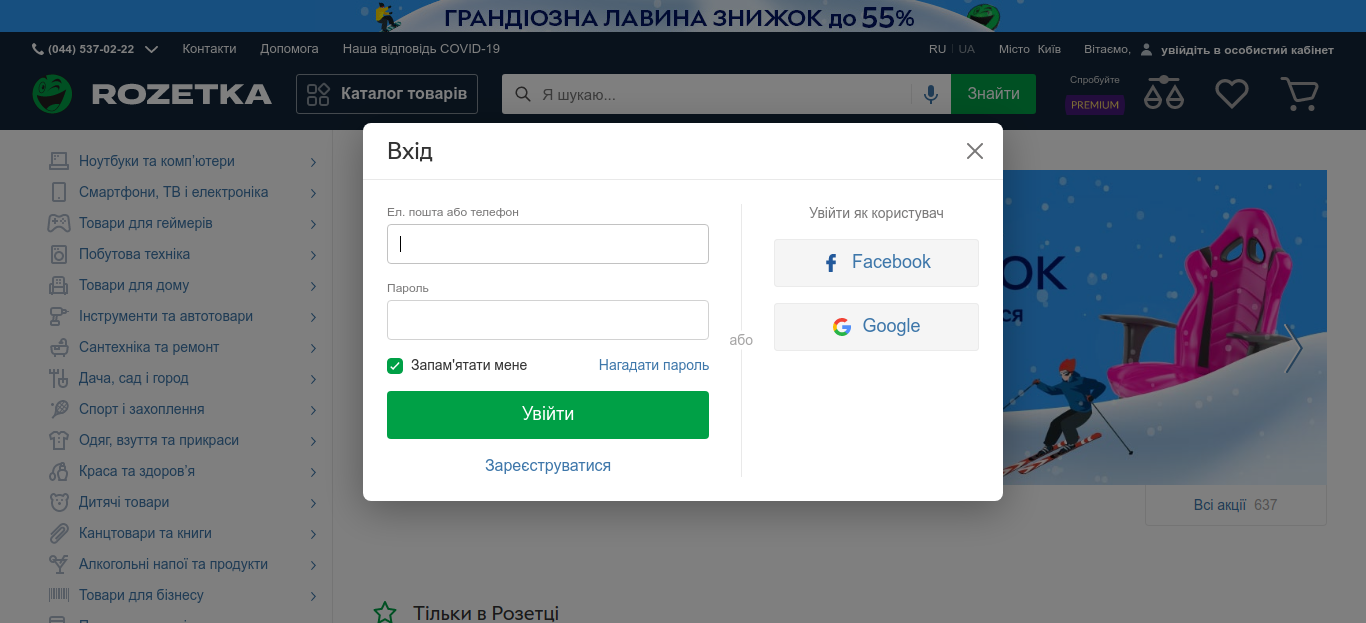 ГРАНДІОЗНА ЛАВИНА ЗНИЖОК до 55%
(044) 537-02-22 Контакти Допомога Наша відповідь COVID-19 RU UA Місто Київ Вітаємо, увійдіть в особистий кабінет
ROZETKA Каталог товарів Я шукаю... Знайти Спробуйте
PREMIUM
Вхід
Ноутбуки та комп'ютери
Смартфони, ТВ і електроніка
Товари для геймерів
Побутова техніка
Товари для дому
Інструменти та автотовари
Сантехніка та ремонт
Дача, сад і город
Спорт і захоплення
Одяг, взуття та прикраси
Краса та здоров'я
Дитячі товари
Канцтовари та книги
Алкогольні напої та продукти
Товари для бізнесу
Ел. пошта або телефон
Пароль
Запам'ятати мене Нагадати пароль
Увійти
Зареєструватися
або
Увійти як користувач
Facebook
Google
Всі акції 637
Тільки в Розетці